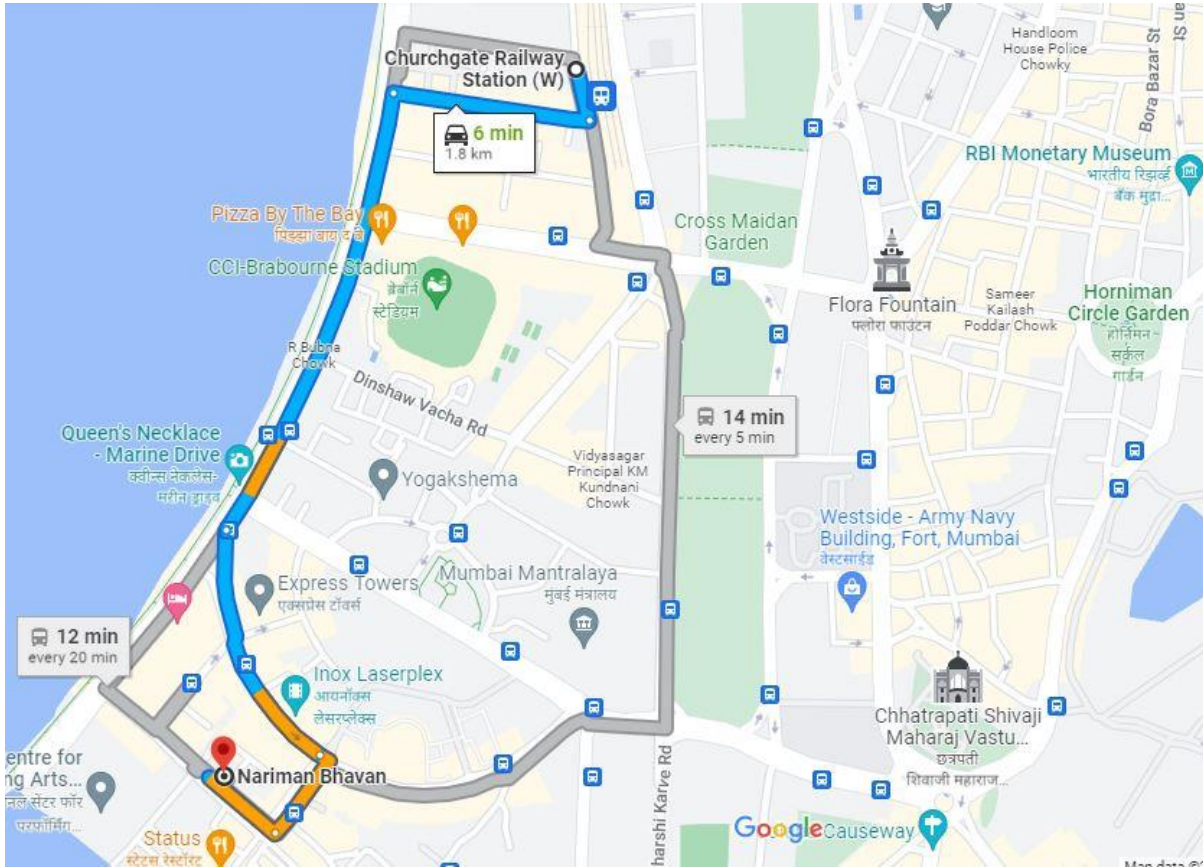 Handloom
House Police
Chowky
an St
Bora Bazar St
Churchgate Railway
Station (W)
6 min
1.8 km
RBI Monetary Museum
भारतीय रिझर्व्ह
बँक मुद्रा...
Pizza By The Bay
पिझ्झा बाय द बे
Cross Maidan
Garden
CCI-Brabourne Stadium
ब्रेबॉर्न
स्टेडियम
Flora Fountain
फ्लोरा फाउंटन
Sameer
Kailash
Poddar Chowk
Horniman
Circle Garden
हॉर्निमन
सर्कल
गार्डन
R Bubna
Chowk
Dinshaw Vacha Rd
14 min
every 5 min
Queen's Necklace
- Marine Drive
क्वीन्स नेकलेस-
मरीन ड्राइव
Yogakshema
Vidyasagar
Principal KM
Kundnani
Chowk
Westside - Army Navy
Building, Fort, Mumbai
वेस्टसाईड
Express Towers
एक्सप्रेस टॉवर्स
Mumbai Mantralaya
मुंबई मंत्रालय
12 min
every 20 min
Inox Laserplex
आयनॉक्स
लेसरप्लेक्स
Chhatrapati Shivaji
Maharaj Vastu...
छत्रपती
शिवाजी महाराज...
entre for
ng Arts...
नल सेंटर फॉर
परफॉर्मिंग...
Nariman Bhavan
harshi Karve Rd
Status
स्टेटस रेस्टॉरंट
Google
Causeway
Map data ©